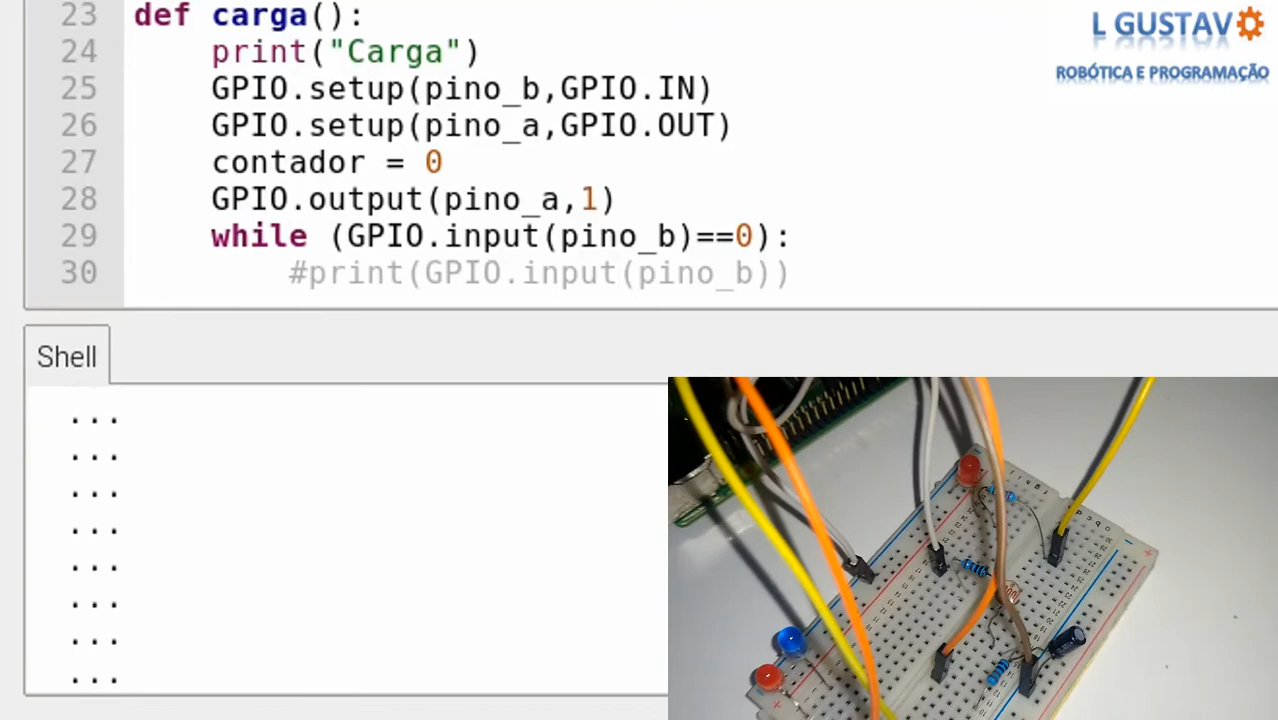 23 def carga():
24 print("Carga")
25 GPIO.setup(pino_b,GPIO.IN)
26 GPIO.setup(pino_a,GPIO.OUT)
27 contador = 0
28 GPIO.output(pino_a,1)
29 while (GPIO.input(pino_b)==0):
30 #print(GPIO.input(pino_b))
L GUSTAVO
ROBÓTICA E PROGRAMAÇÃO
Shell
...
...
...
...
...
...
...
...